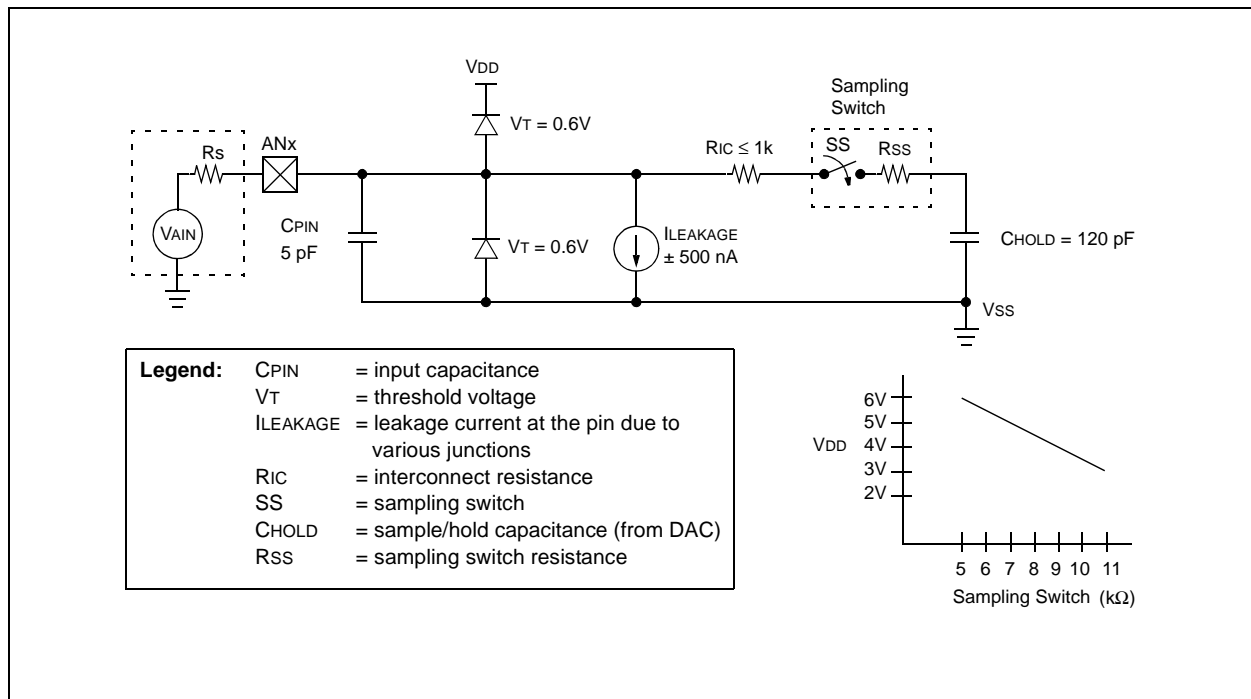 VDD
Sampling
Switch
VT = 0.6V
ANx
RIC ≤ 1k
SS
RSS
Rs
CPIN
5 pF
VAIN
VT = 0.6V
ILEAKAGE
± 500 nA
CHOLD = 120 pF
VSS
Legend: CPIN = input capacitance
VT = threshold voltage
ILEAKAGE = leakage current at the pin due to
various junctions
RIC = interconnect resistance
SS = sampling switch
CHOLD = sample/hold capacitance (from DAC)
RSS = sampling switch resistance
6V
5V
VDD 4V
3V
2V
5 6 7 8 9 10 11
Sampling Switch (kΩ)